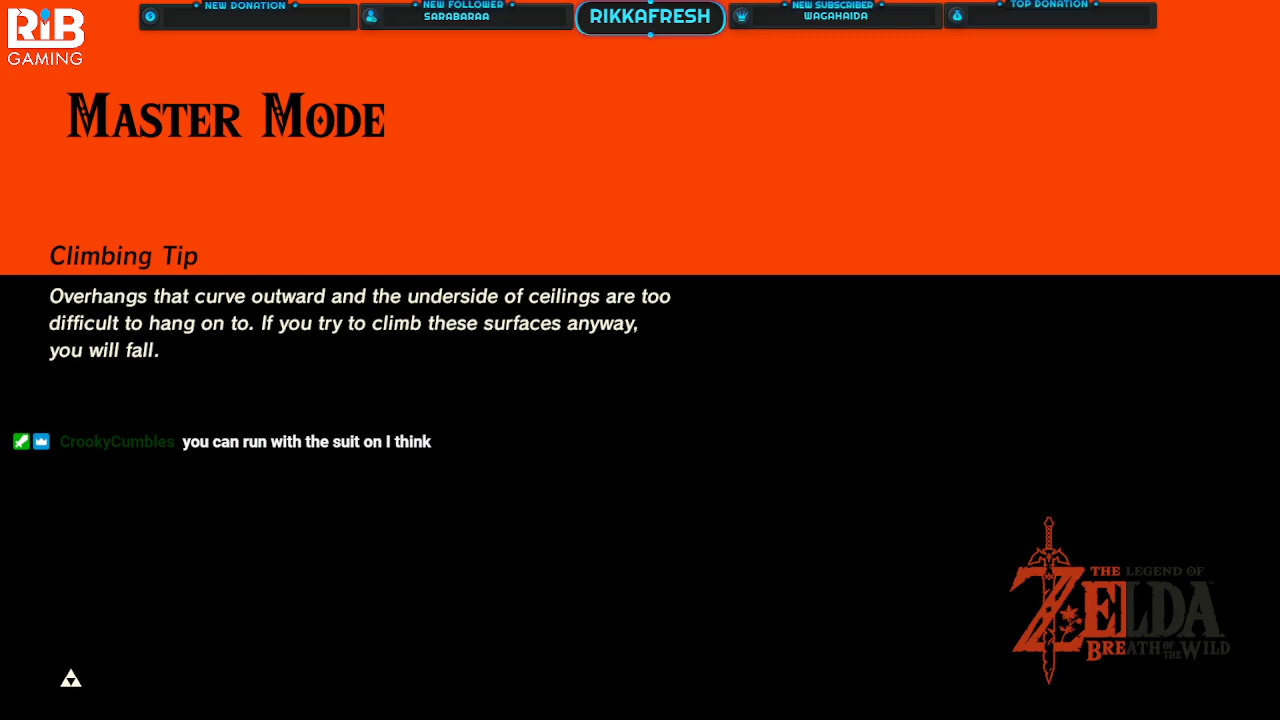 RiB
GAMING
NEW DONATION
NEW FOLLOWER
SARABARAA
RIKKAFRESH
NEW SUBSCRIBER
WAGAHAIDA
TOP DONATION
MASTER MODE
Climbing Tip
Overhangs that curve outward and the underside of ceilings are too
difficult to hang on to. If you try to climb these surfaces anyway,
you will fall.
CrookyCumbles you can run with the suit on I think
THE LEGEND OF
ZELDA
BREATH OF THE WILD